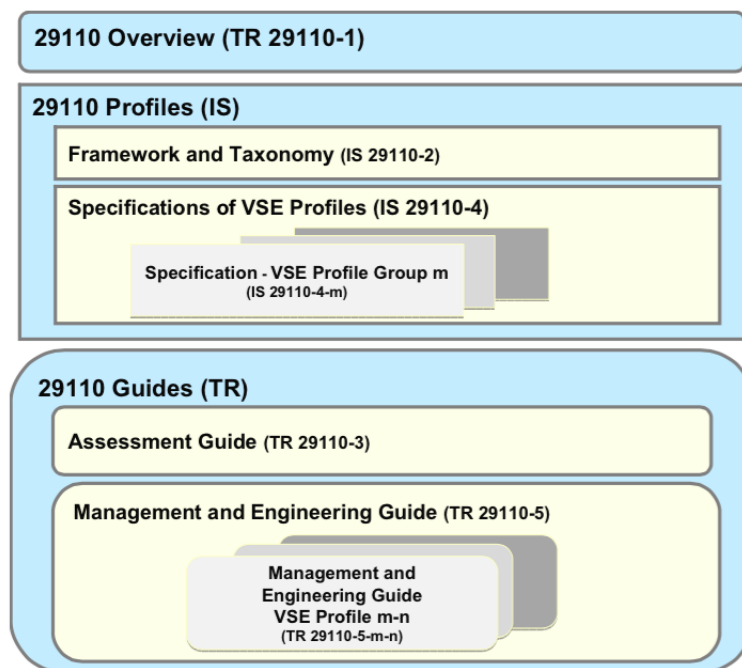 29110 Overview (TR 29110-1)
29110 Profiles (IS)
Framework and Taxonomy (IS 29110-2)
Specifications of VSE Profiles (IS 29110-4)
Specification - VSE Profile Group m
(IS 29110-4-m)
29110 Guides (TR)
Assessment Guide (TR 29110-3)
Management and Engineering Guide (TR 29110-5)
Management and
Engineering Guide
VSE Profile m-n
(TR 29110-5-m-n)